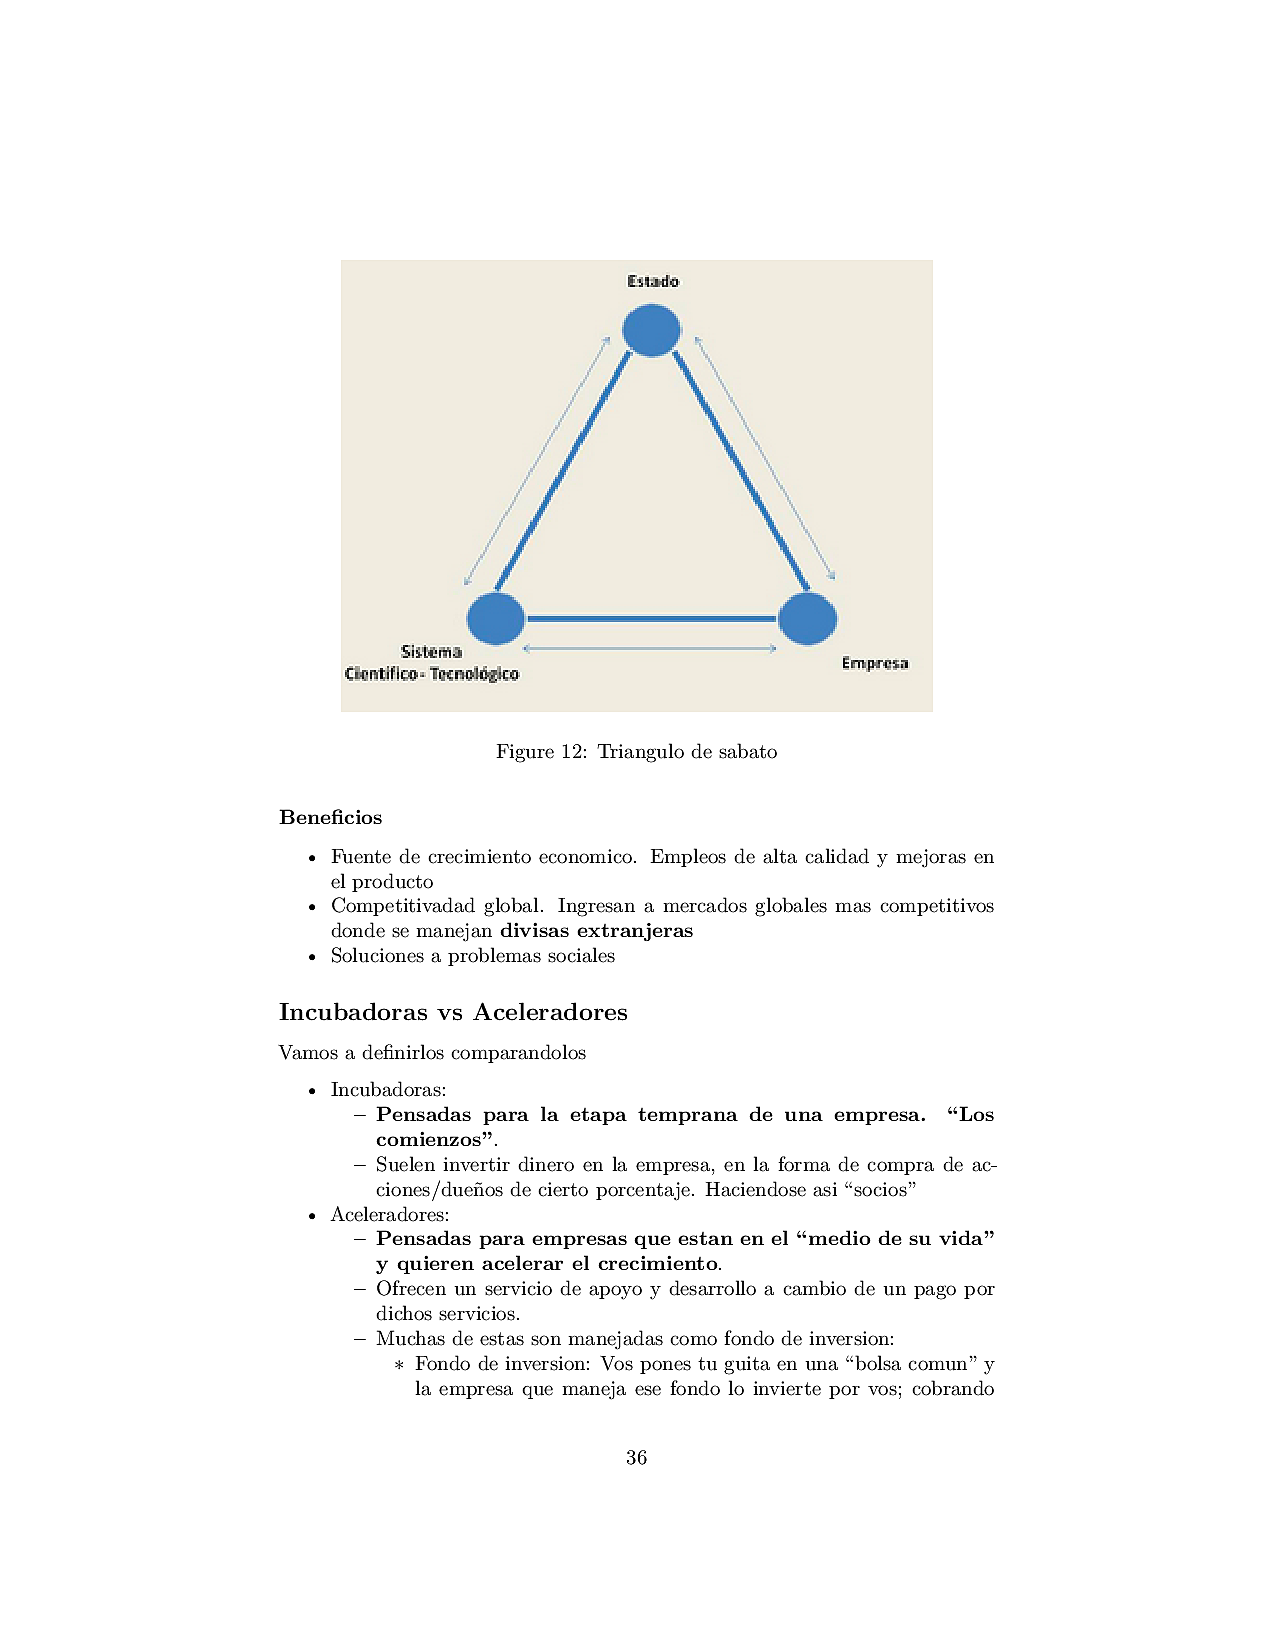 Estado
Sistema
Científico- Tecnológico
Empresa
Figure 12: Triangulo de sabato
Beneficios
• Fuente de crecimiento economico. Empleos de alta calidad y mejoras en
el producto
• Competitivadad global. Ingresan a mercados globales mas competitivos
donde se manejan divisas extranjeras
• Soluciones a problemas sociales
Incubadoras vs Aceleradores
Vamos a definirlos comparandolos
• Incubadoras:
– Pensadas para la etapa temprana de una empresa. “Los
comienzos”.
– Suelen invertir dinero en la empresa, en la forma de compra de ac-
ciones/dueños de cierto porcentaje. Haciendose asi “socios”
• Aceleradores:
– Pensadas para empresas que estan en el “medio de su vida”
y quieren acelerar el crecimiento.
– Ofrecen un servicio de apoyo y desarrollo a cambio de un pago por
dichos servicios.
– Muchas de estas son manejadas como fondo de inversion:
∗ Fondo de inversion: Vos pones tu guita en una “bolsa comun” y
la empresa que maneja ese fondo lo invierte por vos; cobrando
36